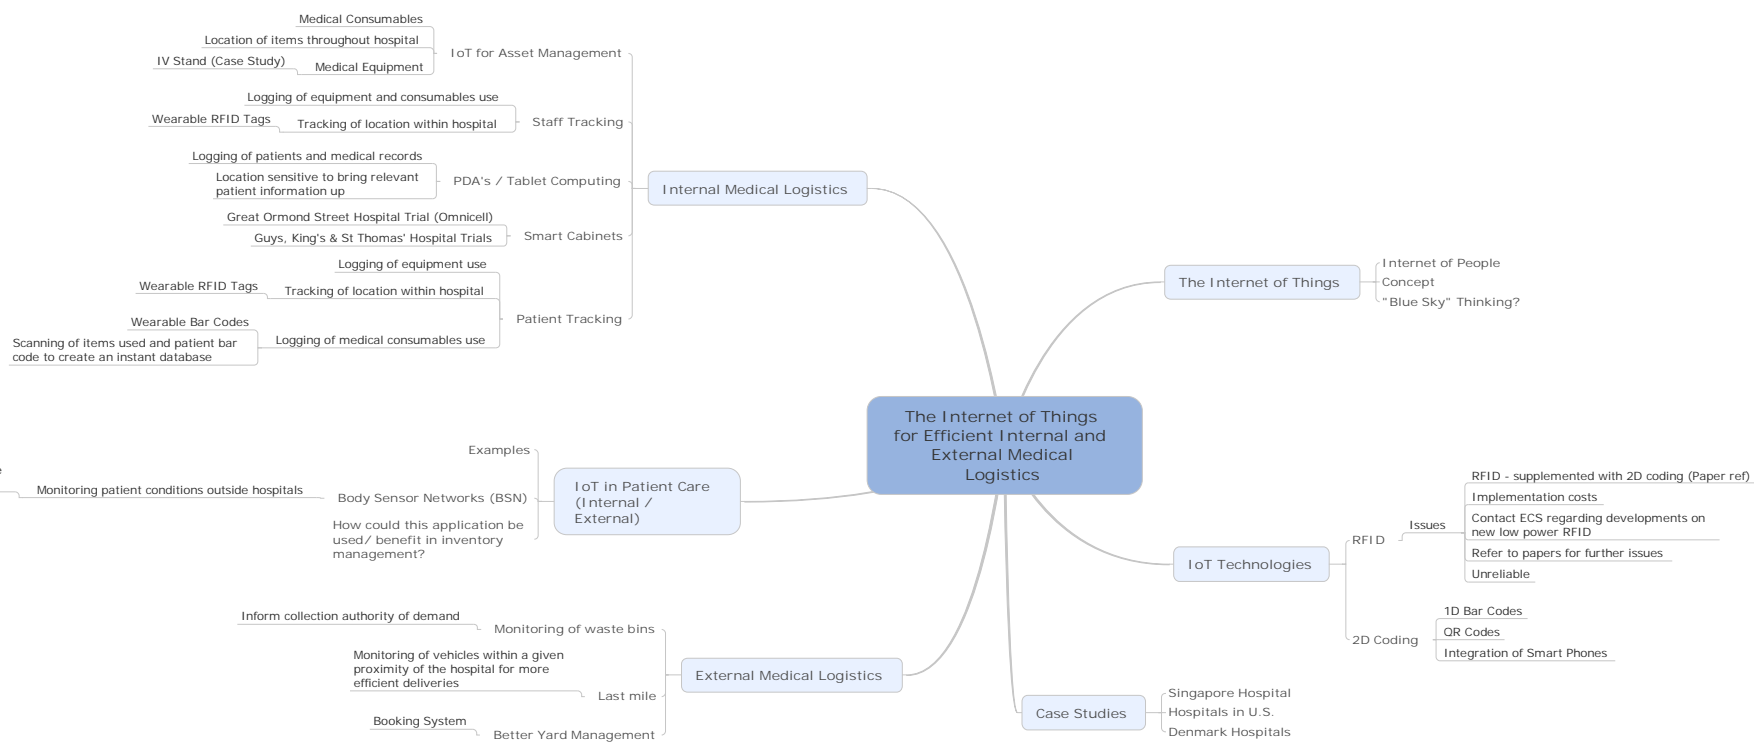 Medical Consumables
Location of items throughout hospital
IV Stand (Case Study)
Medical Equipment
IoT for Asset Management
Logging of equipment and consumables use
Wearable RFID Tags
Tracking of location within hospital
Staff Tracking
Logging of patients and medical records
Location sensitive to bring relevant
patient information up
PDA's / Tablet Computing
Great Ormond Street Hospital Trial (Omnicell)
Guys, King's & St Thomas' Hospital Trials
Smart Cabinets
Logging of equipment use
Wearable RFID Tags
Tracking of location within hospital
Wearable Bar Codes
Scanning of items used and patient bar
code to create an instant database
Logging of medical consumables use
Patient Tracking
Internal Medical Logistics
The Internet of Things
Internet of People
Concept
"Blue Sky" Thinking?
The Internet of Things
for Efficient Internal and
External Medical
Logistics
Examples
Monitoring patient conditions outside hospitals
Body Sensor Networks (BSN)
How could this application be
used/ benefit in inventory
management?
IoT in Patient Care
(Internal /
External)
IoT Technologies
RFID
Issues
RFID - supplemented with 2D coding (Paper ref)
Implementation costs
Contact ECS regarding developments on
new low power RFID
Refer to papers for further issues
Unreliable
2D Coding
1D Bar Codes
QR Codes
Integration of Smart Phones
Inform collection authority of demand
Monitoring of waste bins
Monitoring of vehicles within a given
proximity of the hospital for more
efficient deliveries
Last mile
Booking System
Better Yard Management
External Medical Logistics
Case Studies
Singapore Hospital
Hospitals in U.S.
Denmark Hospitals